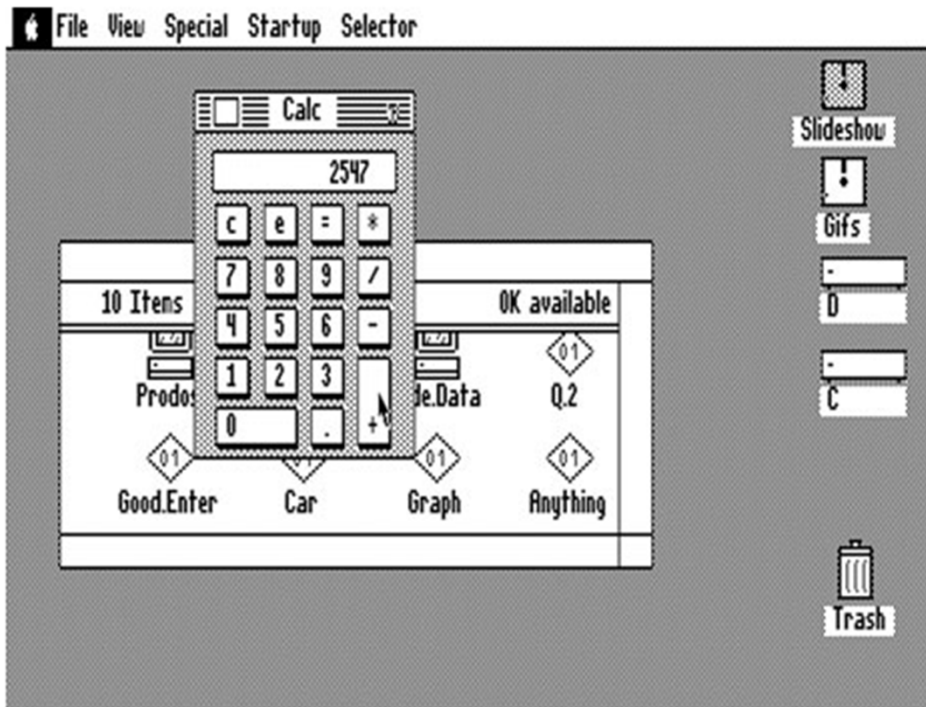 File View Special Startup Selector
Calc
2547
c e = *
7 8 9 /
4 5 6 -
1 2 3
0 . +
10 Items
OK available
Prodos
de.Data
Q.2
01
01
01
01
Good.Enter
Car
Graph
Anything
Slideshow
Gifs
D
C
Trash